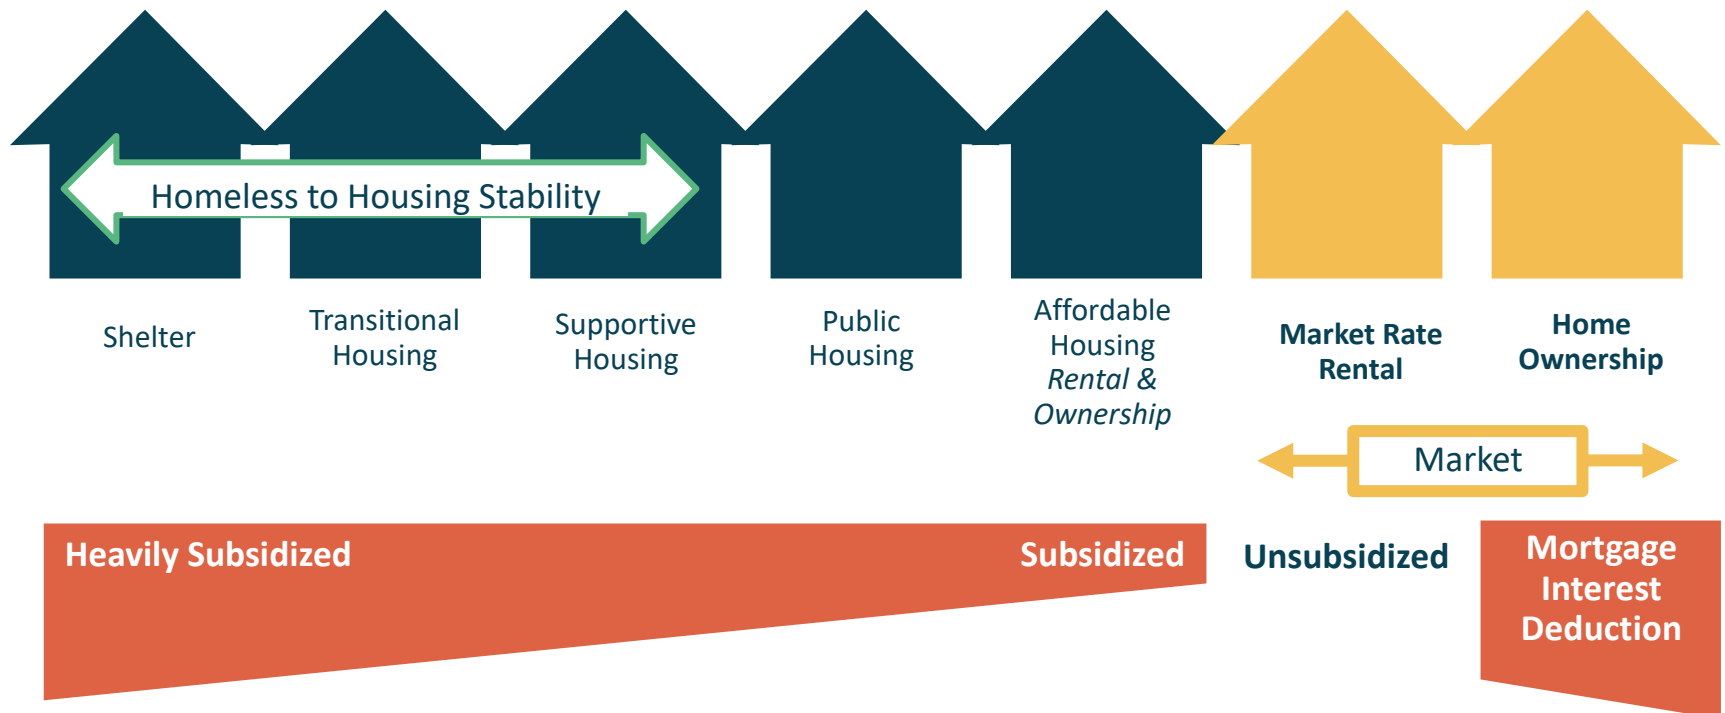 Homeless to Housing Stability
Shelter
Transitional
Housing
Supportive
Housing
Public
Housing
Affordable
Housing
Rental &
Ownership
Market Rate
Rental
Home
Ownership
Market
Heavily Subsidized
Subsidized
Unsubsidized
Mortgage
Interest
Deduction